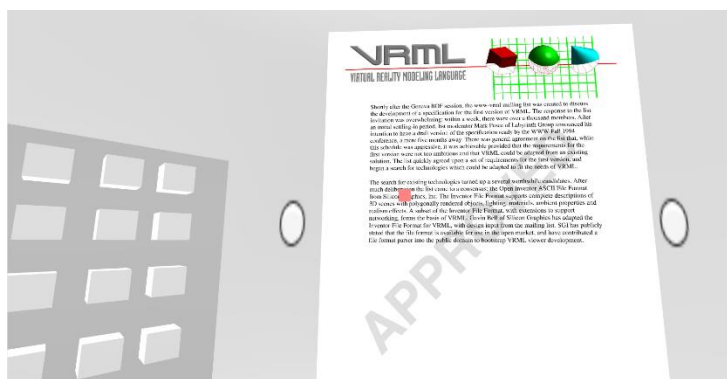 VRML
VIRTUAL REALITY MODELING LANGUAGE
Shortly after the Geneva BOF session, the www-vrml mailing list was created to discuss
the development of a specification for the first version of VRML. The response to the list
invitation was overwhelming: within a week, there were over a thousand members. After
an initial settling-in period, list moderator Mark Pesce of Labyrinth Group announced his
intention to have a draft version of the specification ready by the WWW Fall 1994
conference, a mere five months away. There was general agreement on the list that, while
this schedule was aggressive, it was achievable provided that the requirements for the
first version were not too ambitious and that VRML could be adapted from an existing
solution. The list quickly agreed upon a set of requirements for the first version, and
began a search for technologies which could be adapted to fit the needs of VRML.
The search for existing technologies turned up a several worthwhile candidates. After
much the list came to a consensus: the Open Inventor ASCII File Format
from Silicon Inc. The Inventor File Format supports complete descriptions of
3D scenes with polygonally rendered objects, lighting, materials, ambient properties and
realism effects. A subset of the Inventor File Format, with extensions to support
networking, forms the basis of VRML. Gavin Bell of Silicon Graphics has adapted the
Inventor File Format for VRML, with design input from the mailing list. SGI has publicly
stated that the file format is available for use in the open market, and have contributed a
file format parser into the public domain to bootstrap VRML viewer development.